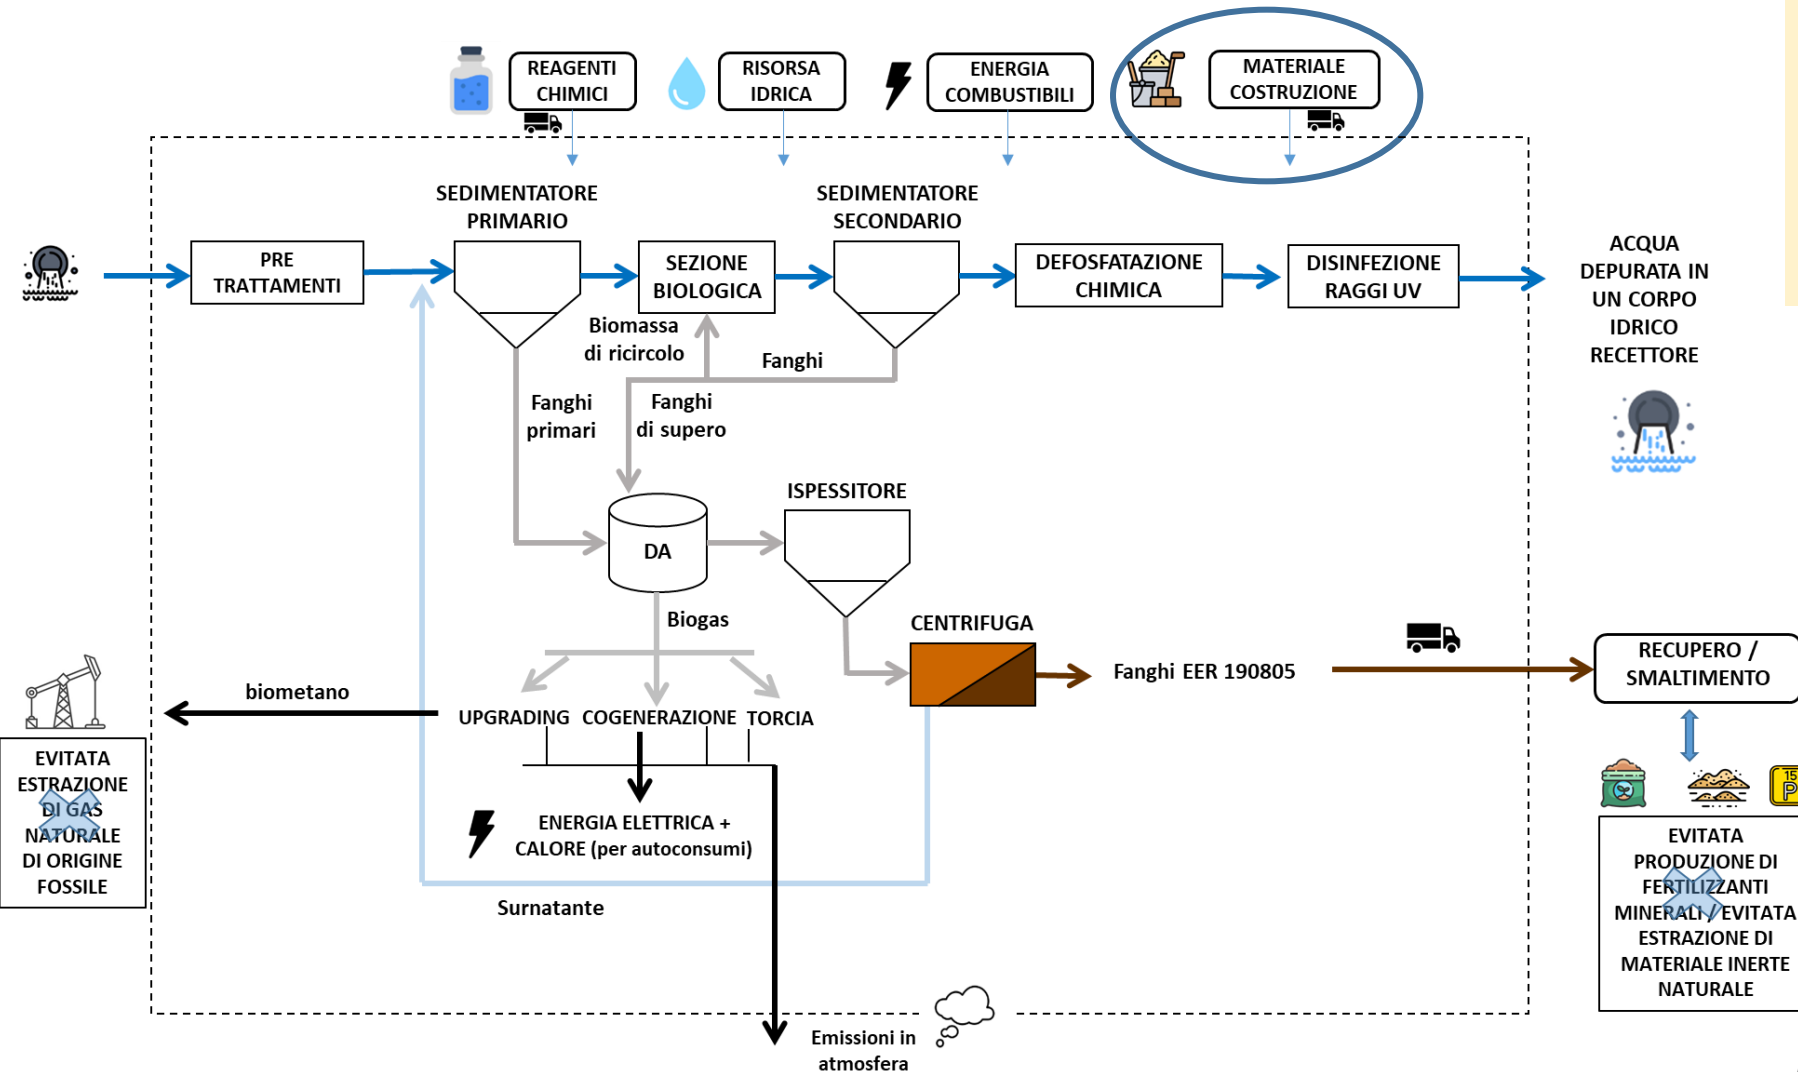 REAGENTI
CHIMICI
RISORSA
IDRICA
ENERGIA
COMBUSTIBILI
MATERIALE
COSTRUZIONE
SEDIMENTATORE
PRIMARIO
SEDIMENTATORE
SECONDARIO
PRE
TRATTAMENTI
SEZIONE
BIOLOGICA
DEFOSFATAZIONE
CHIMICA
DISINFEZIONE
RAGGI UV
ACQUA
DEPURATA IN
UN CORPO
IDRICO
RECETTORE
Biomassa
di ricircolo
Fanghi
Fanghi
primari
Fanghi
di supero
DA
ISPESSITORE
Biogas
CENTRIFUGA
Fanghi EER 190805
RECUPERO /
SMALTIMENTO
biometano
UPGRADING
COGENERAZIONE
TORCIA
EVITATA
ESTRAZIONE
DI GAS
NATURALE
DI ORIGINE
FOSSILE
ENERGIA ELETTRICA +
CALORE (per autoconsumi)
Surnatante
15
P
EVITATA
PRODUZIONE DI
FERTILIZZANTI
MINERALI / EVITATA
ESTRAZIONE DI
MATERIALE INERTE
NATURALE
Emissioni in
atmosfera